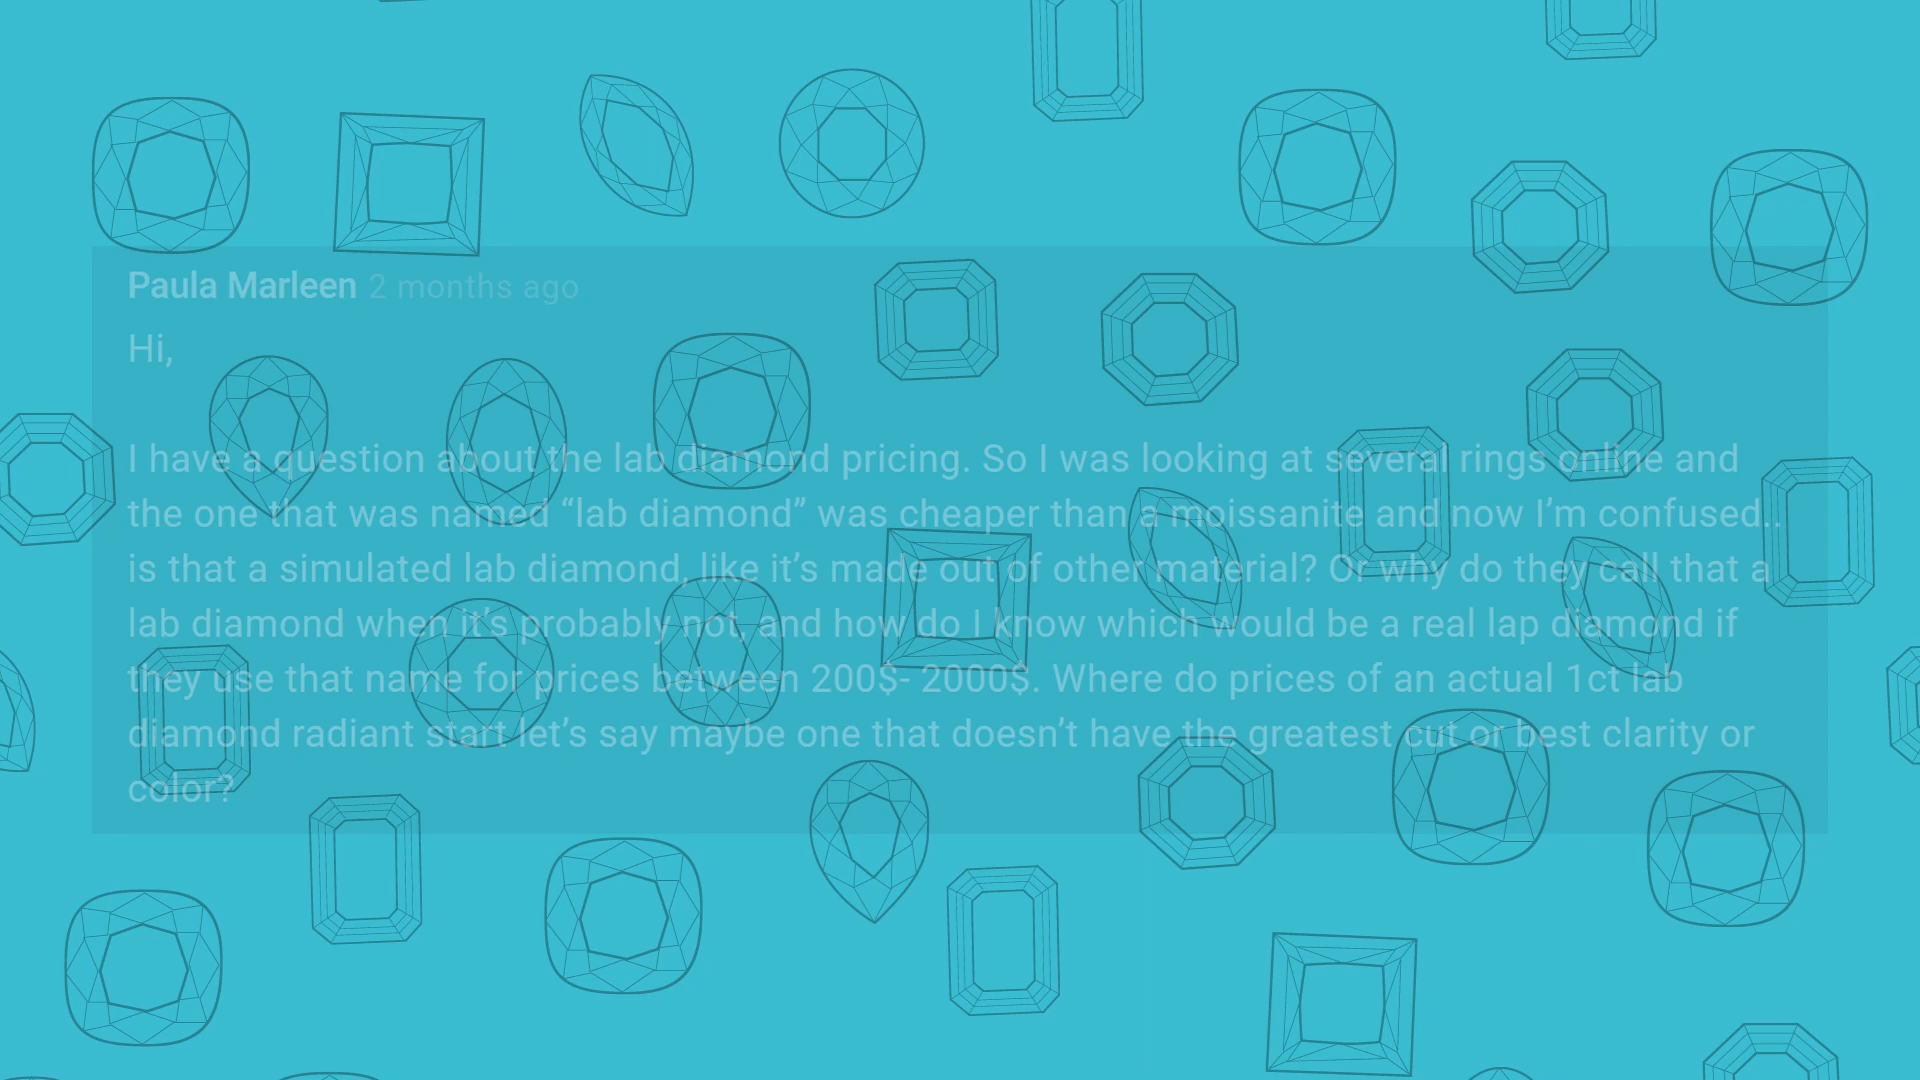 Paula Marleen 2 months ago
Hi,
I have a question about the lab diamond pricing. So I was looking at several rings online and
the one that was named “lab diamond” was cheaper than a moissanite and now I’m confused..
is that a simulated lab diamond, like it’s made out of other material? Or why do they call that a
lab diamond when it’s probably not, and how do I know which would be a real lap diamond if
they use that name for prices between 200$- 2000$. Where do prices of an actual 1ct lab
diamond radiant start let’s say maybe one that doesn’t have the greatest cut or best clarity or
color?